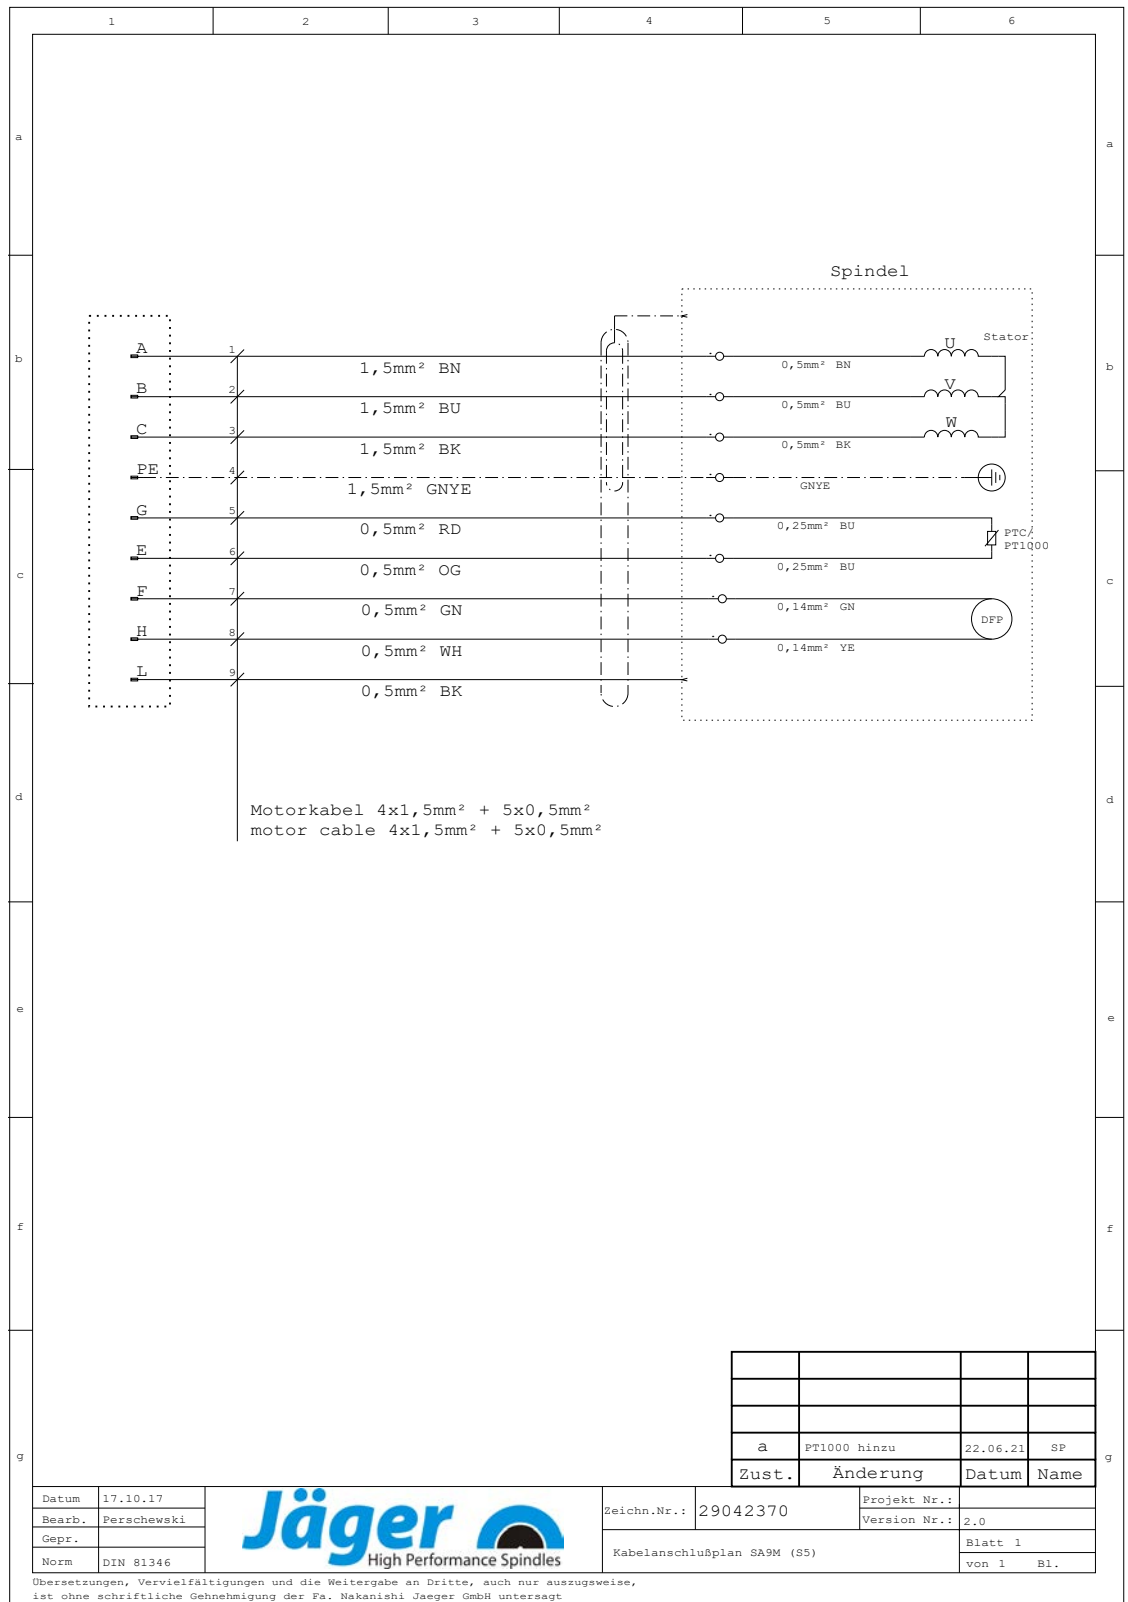 1 2 3 4 5 6
a a
Spindel
b b
A 1 1,5mm² BN 0,5mm² BN U Stator
B 2 1,5mm² BU 0,5mm² BU V
C 3 1,5mm² BK 0,5mm² BK W
PE 4 1,5mm² GNYE GNYE
G 5 0,5mm² RD 0,25mm² BU PTC/
PT1000
E 6 0,5mm² OG 0,25mm² BU
c c
F 7 0,5mm² GN 0,14mm² GN DFP
H 8 0,5mm² WH 0,14mm² YE
L 9 0,5mm² BK
d d
Motorkabel 4x1,5mm² + 5x0,5mm²
motor cable 4x1,5mm² + 5x0,5mm²
e e
f f
g g
a PT1000 hinzu 22.06.21 SP
Zust. Änderung Datum Name
Datum 17.10.17
Bearb. Perschewski
Gepr.
Norm DIN 81346
Jäger
High Performance Spindles
Zeichn.Nr.: 29042370
Projekt Nr.:
Version Nr.: 2.0
Kabelanschlußplan SA9M (S5)
Blatt 1
von 1 Bl.
Übersetzungen, Vervielfältigungen und die Weitergabe an Dritte, auch nur auszugsweise,
ist ohne schriftliche Gehnehmigung der Fa. Nakanishi Jaeger GmbH untersagt